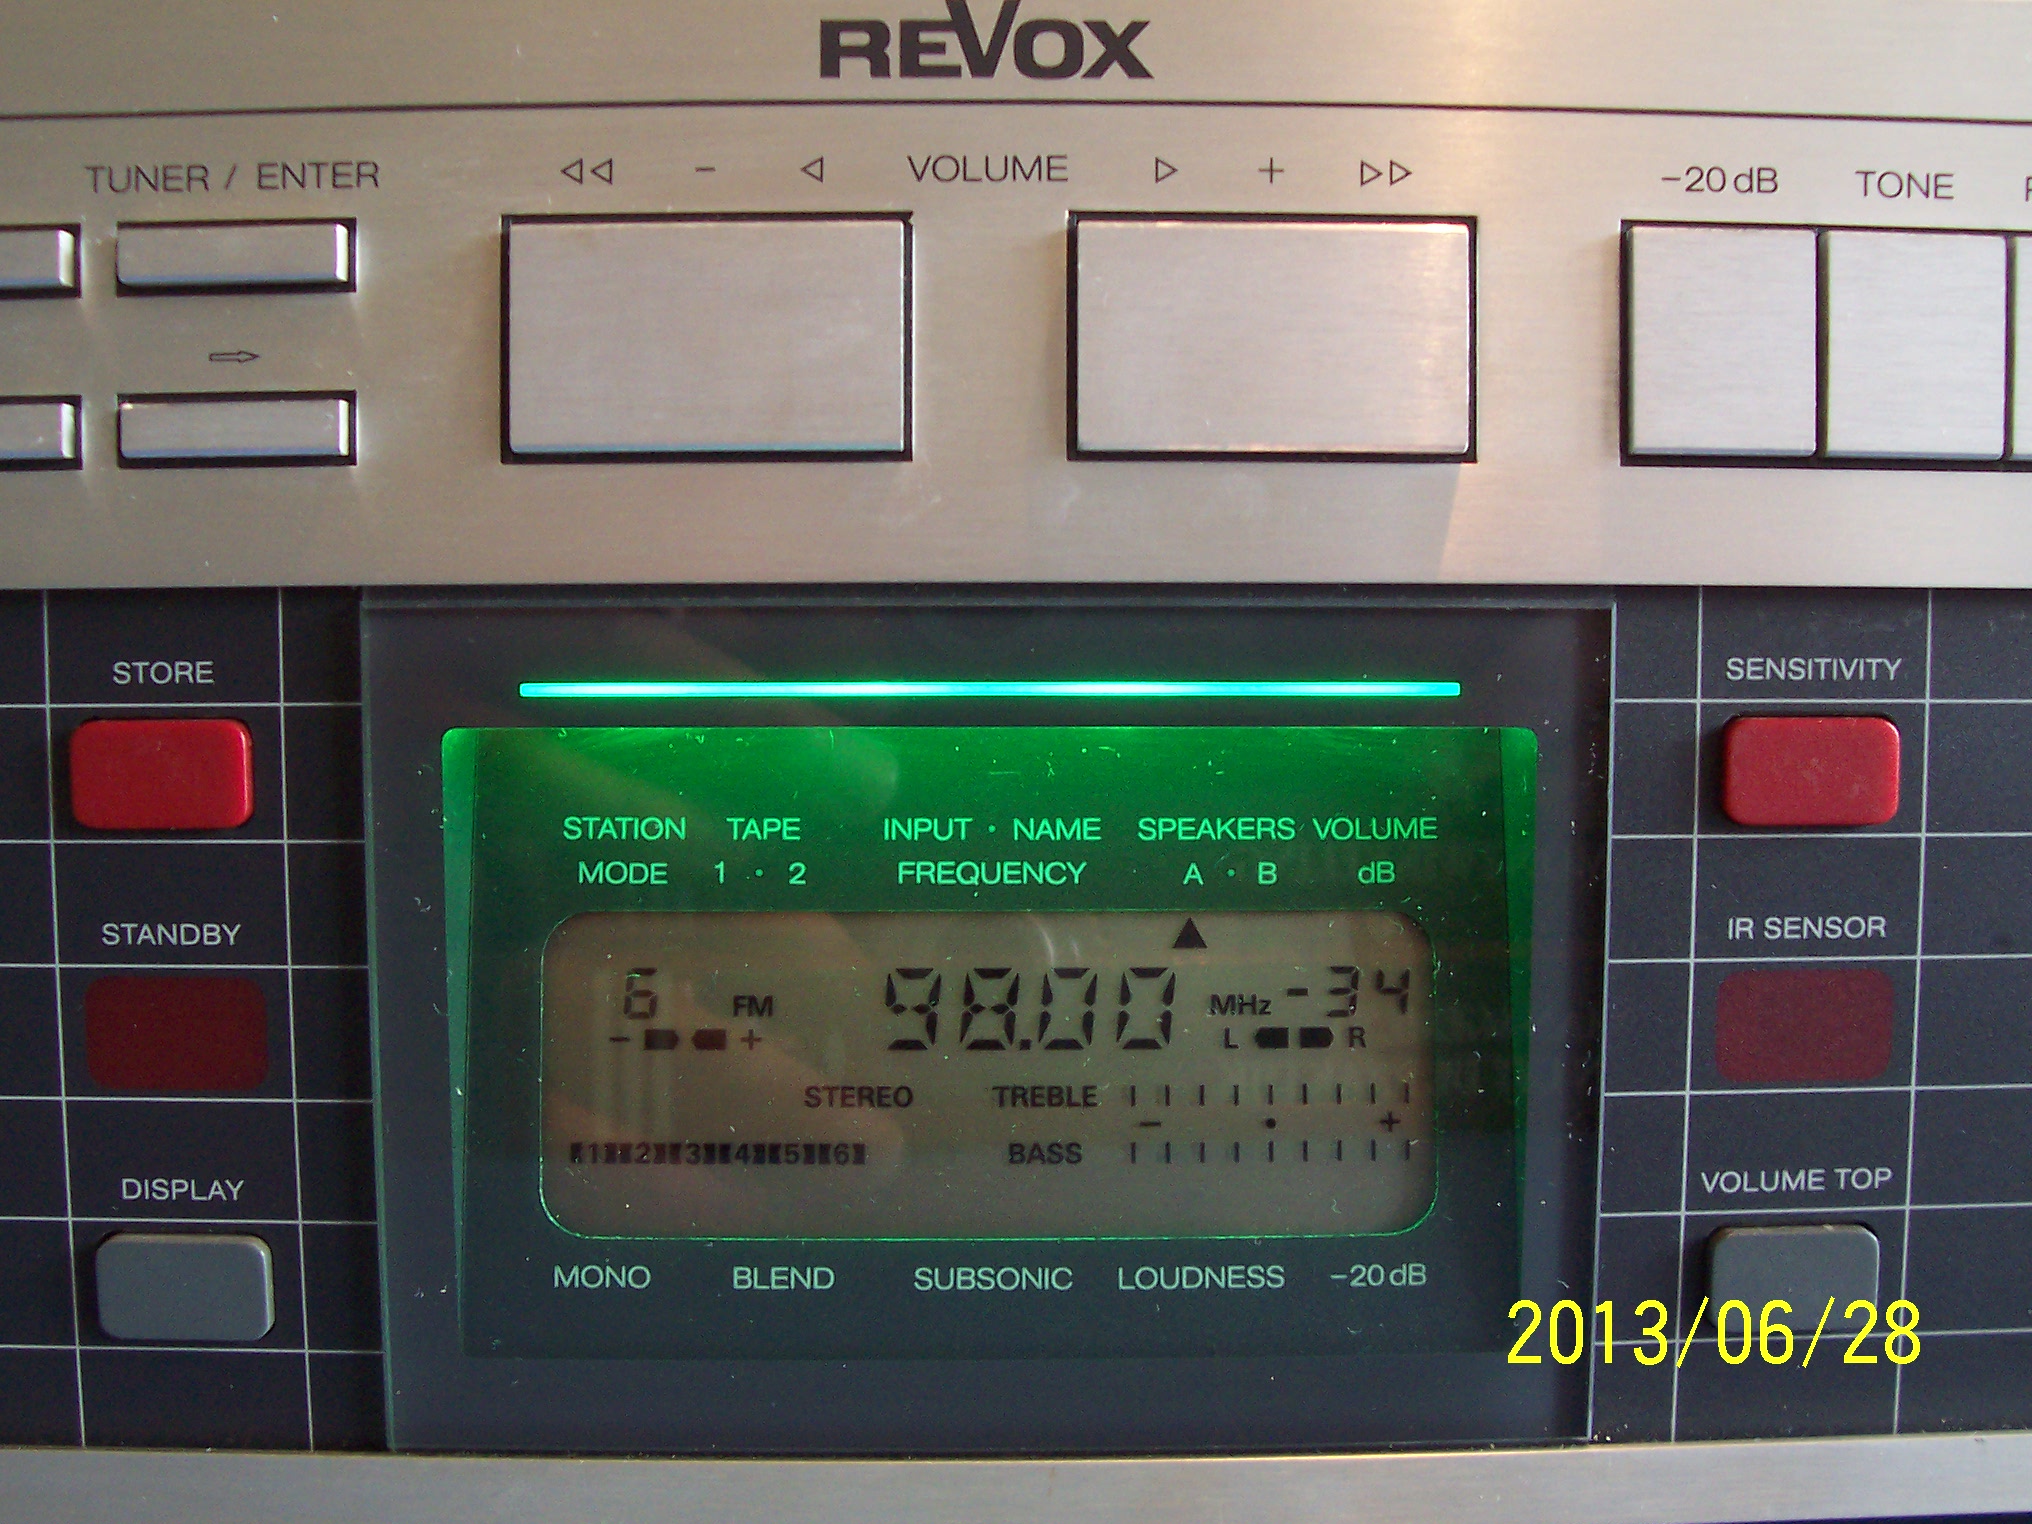 REVOX
TUNER / ENTER
− VOLUME +
-20 dB
TONE
STORE
STANDBY
DISPLAY
STATION TAPE INPUT · NAME SPEAKERS VOLUME
MODE 1 · 2 FREQUENCY A · B dB
6 FM 98.00 MHz -34
− + L R
STEREO TREBLE
− • +
1 2 3 4 5 6 BASS
MONO BLEND SUBSONIC LOUDNESS -20 dB
SENSITIVITY
IR SENSOR
VOLUME TOP
2013/06/28